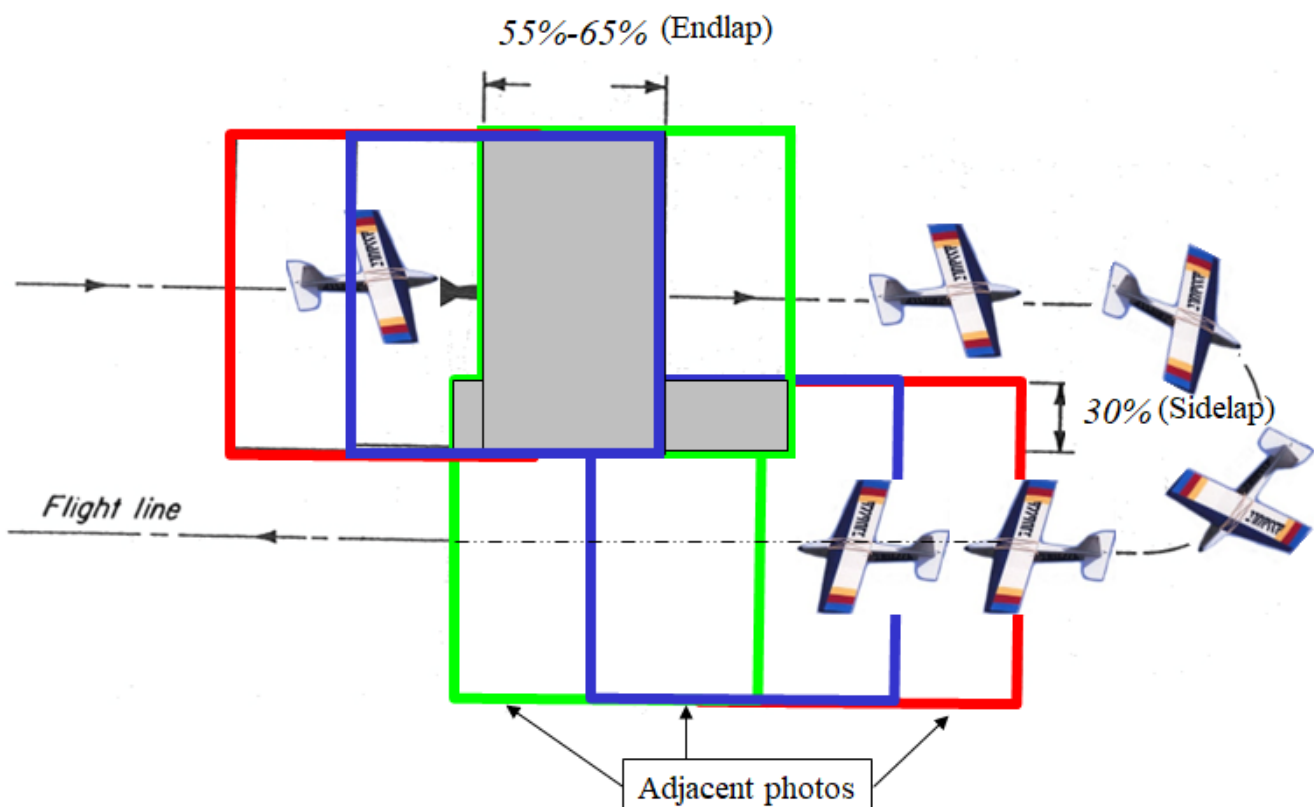 55%-65% (Endlap)
30% (Sidelap)
Flight line
Adjacent photos